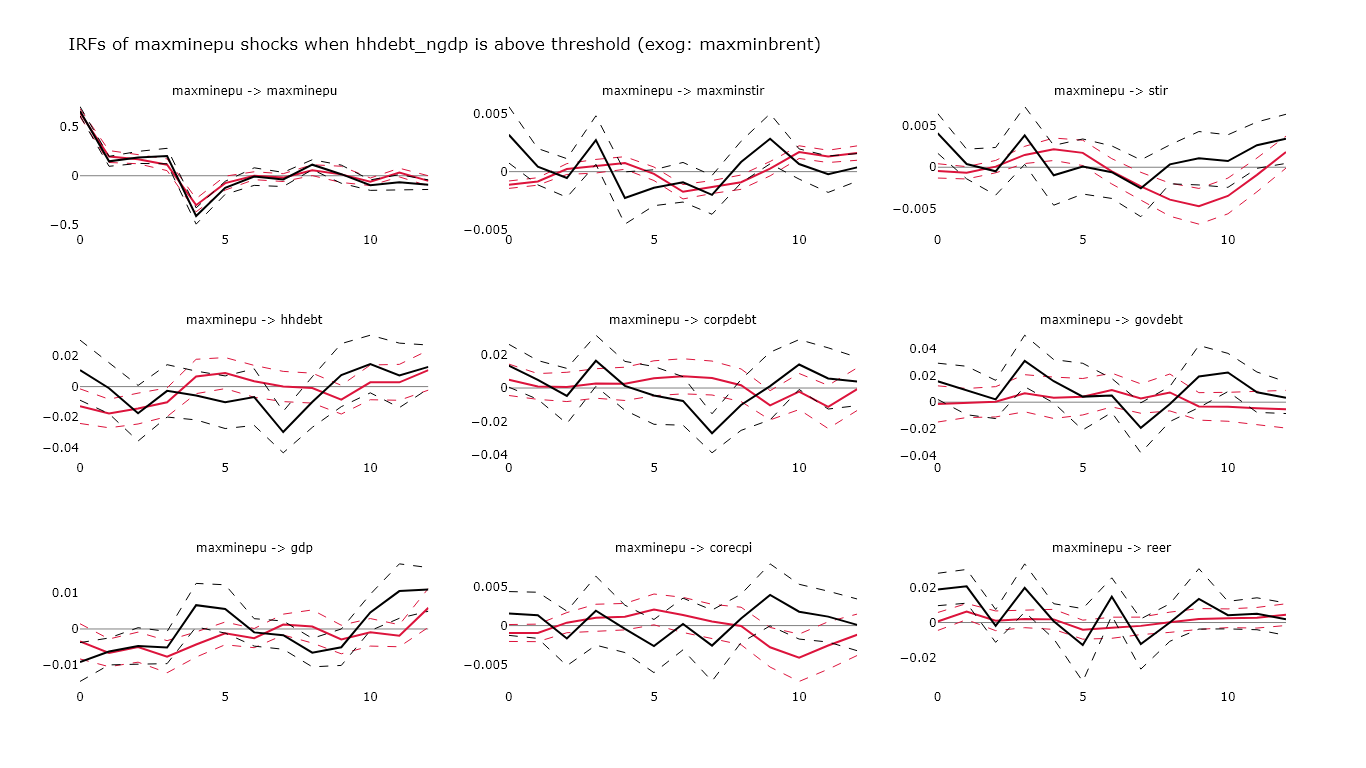 IRFs of maxminepu shocks when hhdebt_ngdp is above threshold (exog: maxminbrent)
maxminepu -> maxminepu
0.5
0
−0.5
0 5 10
maxminepu -> maxminstir
0.005
0
−0.005
0 5 10
maxminepu -> stir
0.005
0
−0.005
0 5 10
maxminepu -> hhdebt
0.02
0
−0.02
−0.04
0 5 10
maxminepu -> corpdebt
0.02
0
−0.02
−0.04
0 5 10
maxminepu -> govdebt
0.04
0.02
0
−0.02
−0.04
0 5 10
maxminepu -> gdp
0.01
0
−0.01
0 5 10
maxminepu -> corecpi
0.005
0
−0.005
0 5 10
maxminepu -> reer
0.02
0
−0.02
0 5 10